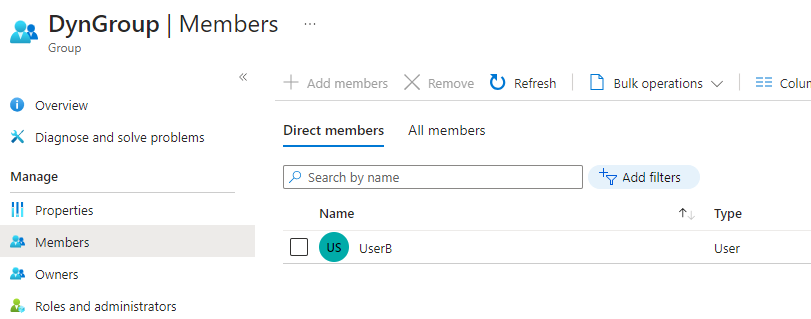 DynGroup | Members ...
Group
«
Add members Remove Refresh Bulk operations
Overview
Diagnose and solve problems
Manage
Properties
Members
Owners
Roles and administrators
Direct members All members
Search by name Add filters
Name Type
US UserB User